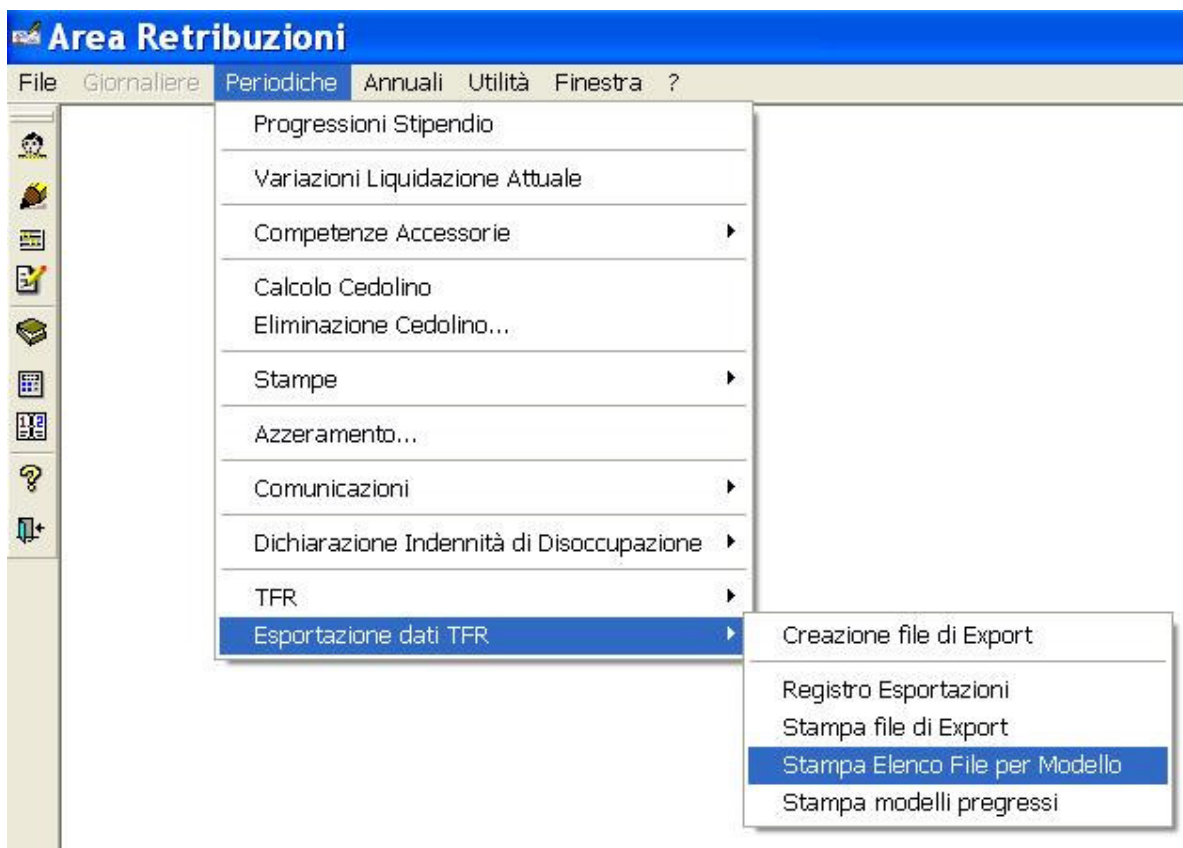 Area Retribuzioni
File Giornaliere Periodiche Annuali Utilità Finestra ?
Progressioni Stipendio
Variazioni Liquidazione Attuale
Competenze Accessorie
Calcolo Cedolino
Eliminazione Cedolino...
Stampe
Azzeramento...
Comunicazioni
Dichiarazione Indennità di Disoccupazione
TFR
Esportazione dati TFR
Creazione file di Export
Registro Esportazioni
Stampa file di Export
Stampa Elenco File per Modello
Stampa modelli pregressi